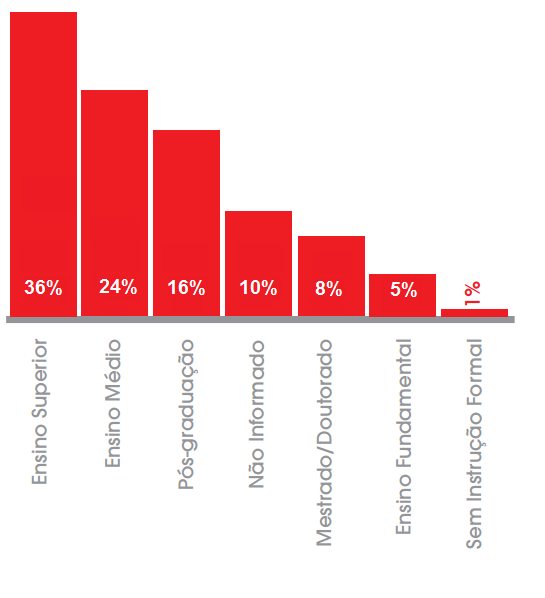 36%
24%
16%
10%
8%
5%
1%
Ensino Superior
Ensino Médio
Pós-graduação
Não Informado
Mestrado/Doutorado
Ensino Fundamental
Sem Instrução Formal